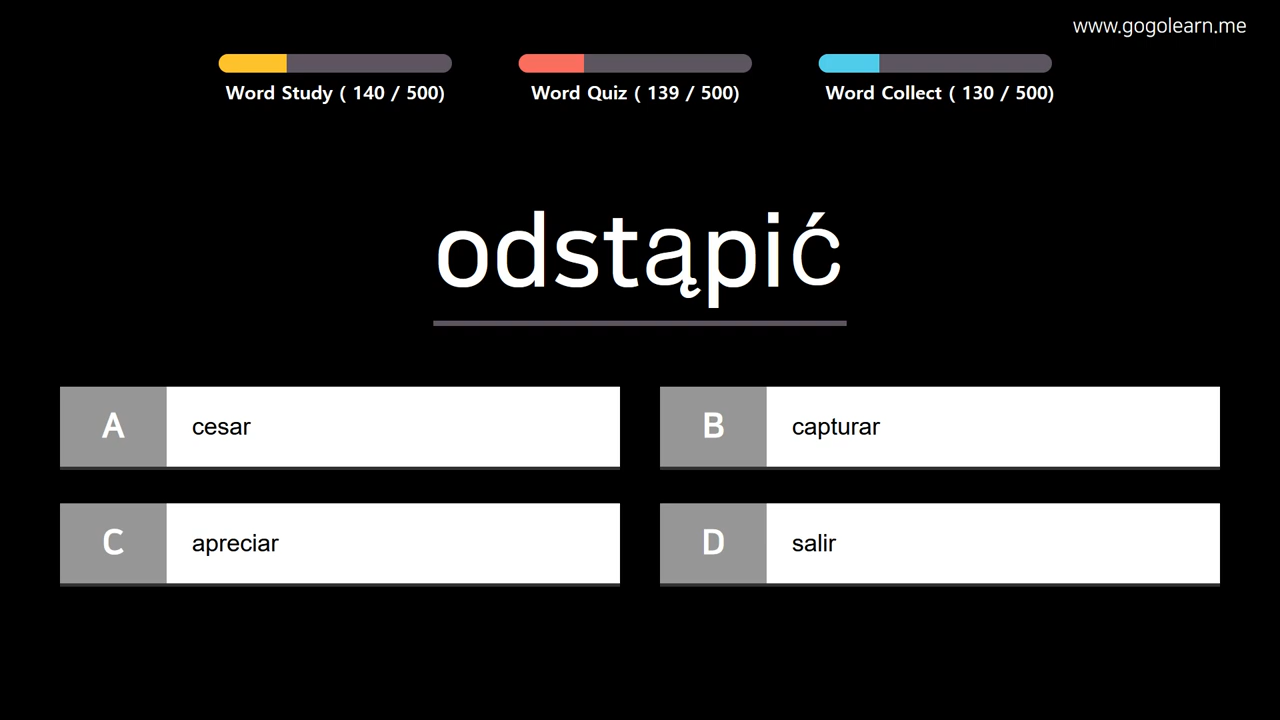 www.gogolearn.me
Word Study ( 140 / 500)
Word Quiz ( 139 / 500)
Word Collect ( 130 / 500)
odstąpić
A cesar
B capturar
C apreciar
D salir